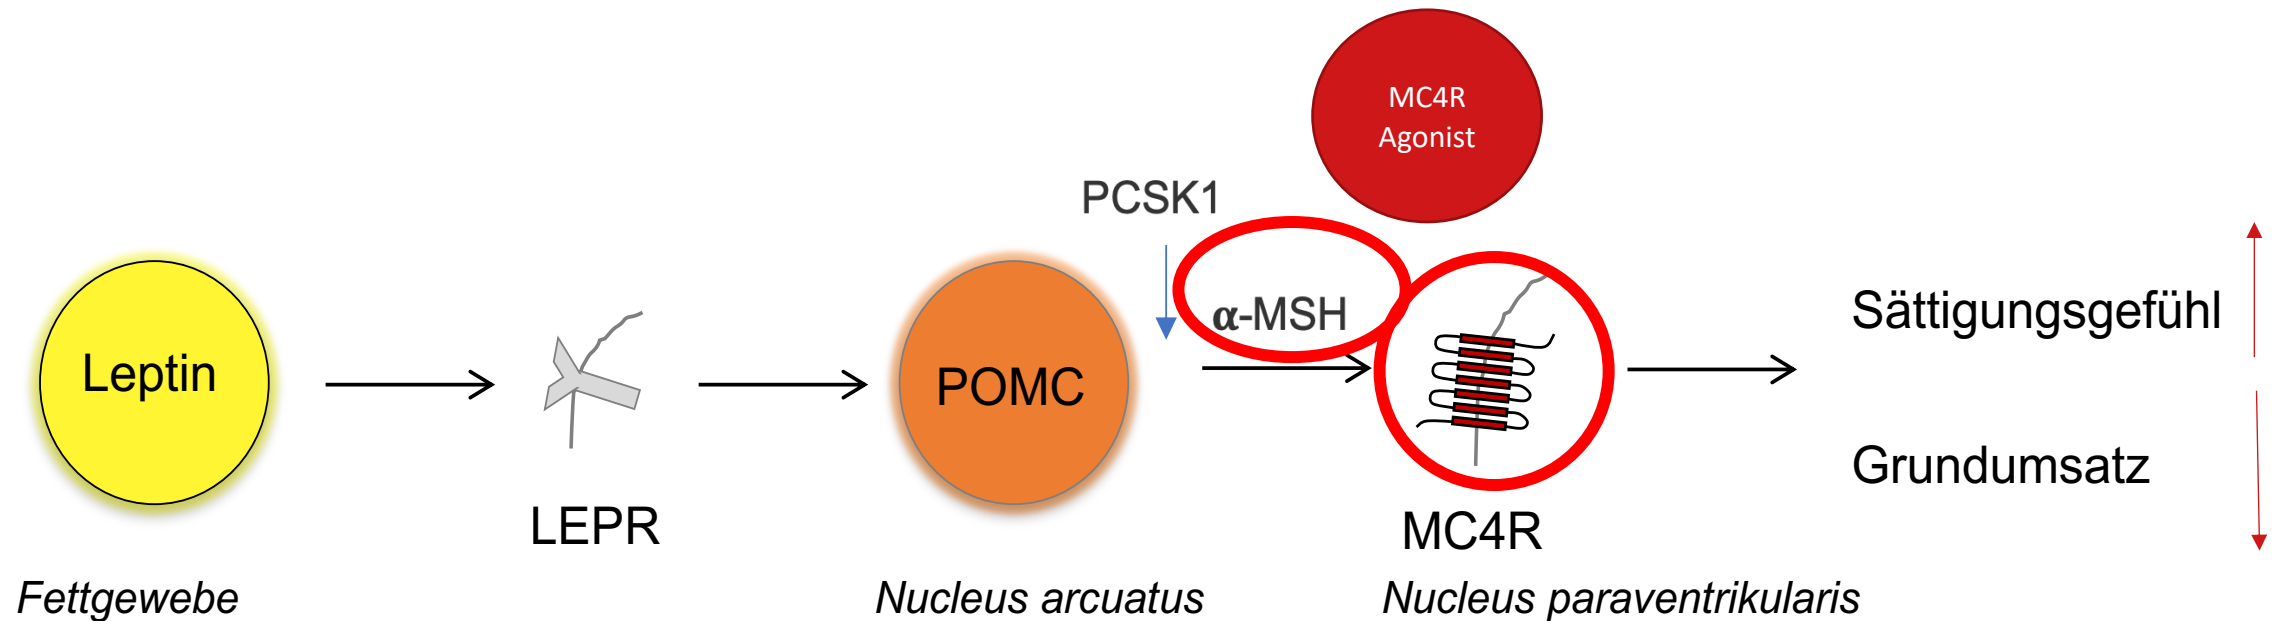 MC4R
Agonist
PCSK1
α-MSH
Leptin
POMC
Sättigungsgefühl
Grundumsatz
LEPR
MC4R
Fettgewebe
Nucleus arcuatus
Nucleus paraventrikularis